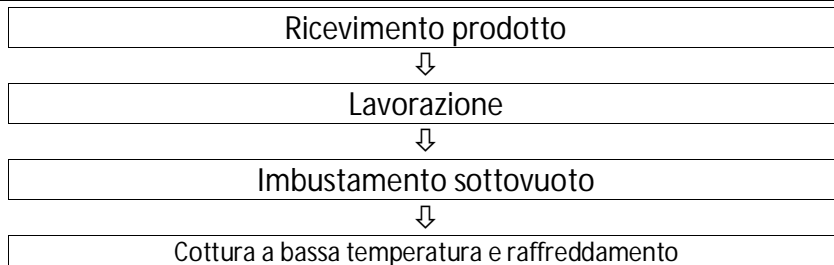 Ricevimento prodotto
⇩
Lavorazione
⇩
Imbustamento sottovuoto
⇩
Cottura a bassa temperatura e raffreddamento